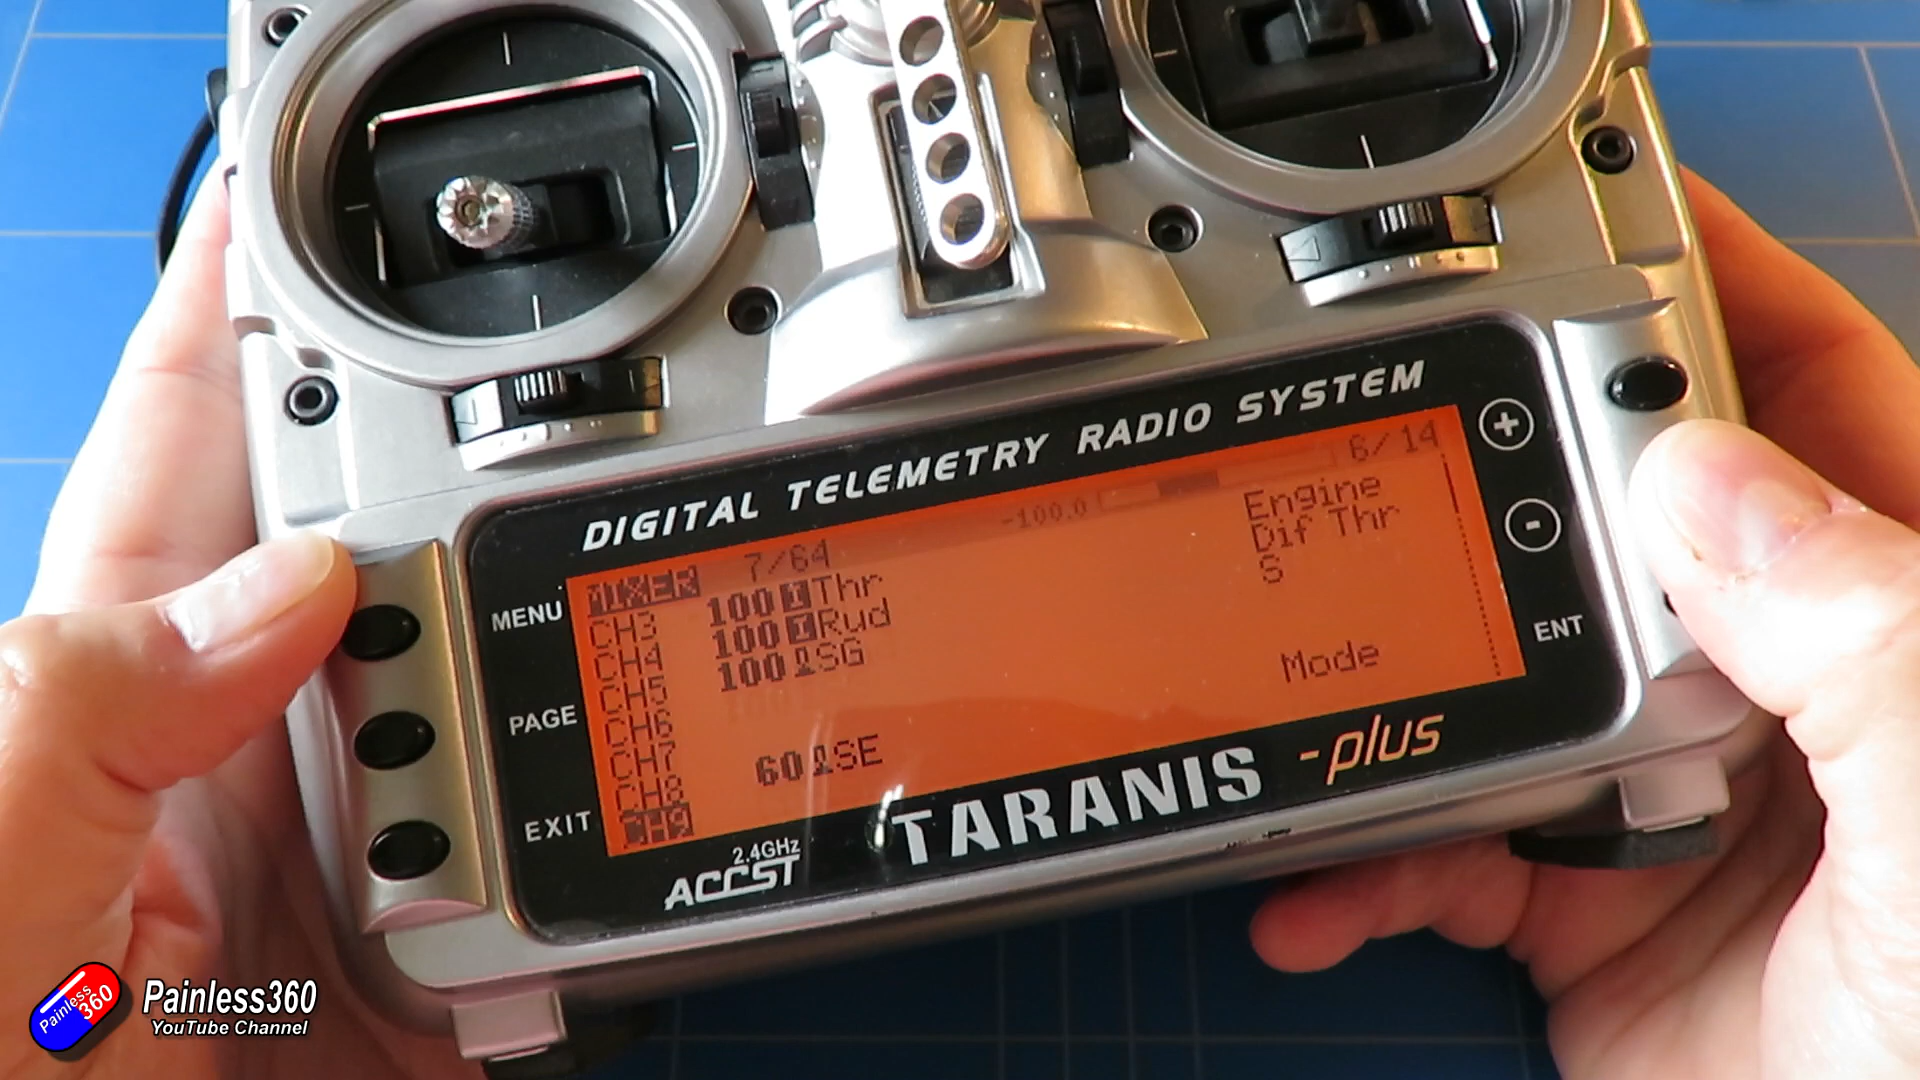 DIGITAL TELEMETRY RADIO SYSTEM
MIXER 7/64 -100.0 6/14
CH3 100 I Thr Engine
CH4 100 I Rud Dif Thr
CH5 100 SG S
CH6
CH7
CH8 60 SE Mode
CH9
MENU
PAGE
EXIT
+
-
ENT
2.4GHz
ACCST
TARANIS -plus
Painless360
Painless360
YouTube Channel